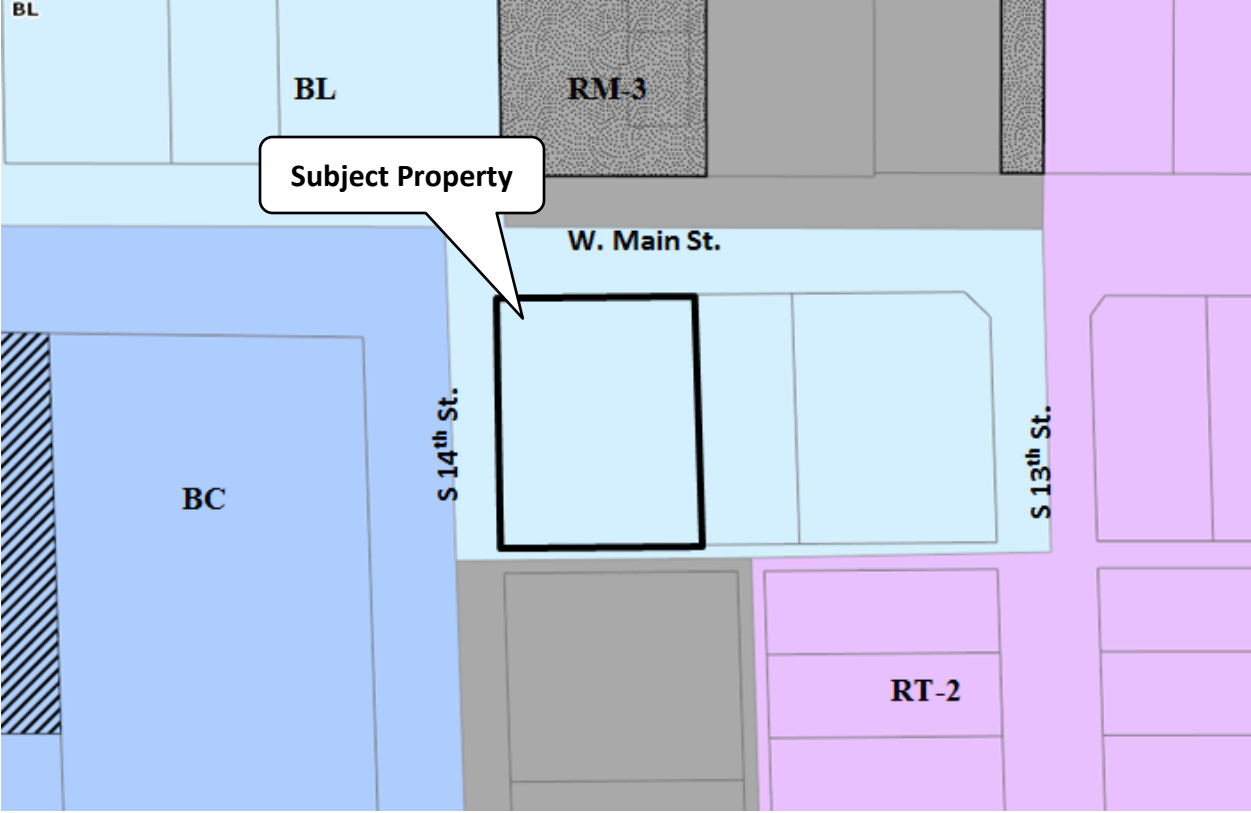 BL
BL
RM-3
Subject Property
W. Main St.
S 14th St.
S 13th St.
BC
RT-2